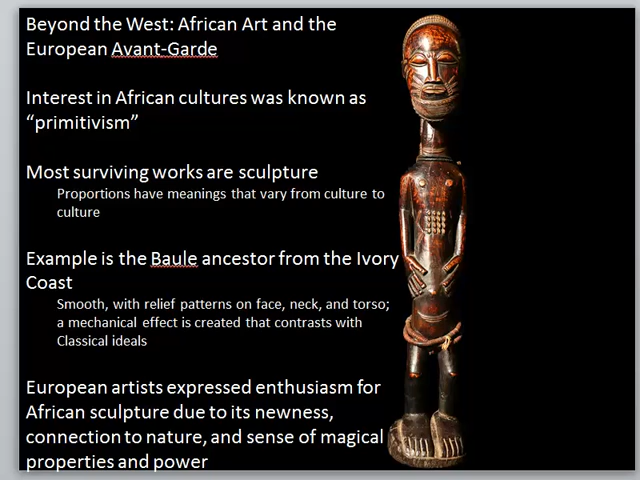 Beyond the West: African Art and the
European Avant-Garde
Interest in African cultures was known as
“primitivism”
Most surviving works are sculpture
Proportions have meanings that vary from culture to
culture
Example is the Baule ancestor from the Ivory
Coast
Smooth, with relief patterns on face, neck, and torso;
a mechanical effect is created that contrasts with
Classical ideals
European artists expressed enthusiasm for
African sculpture due to its newness,
connection to nature, and sense of magical
properties and power